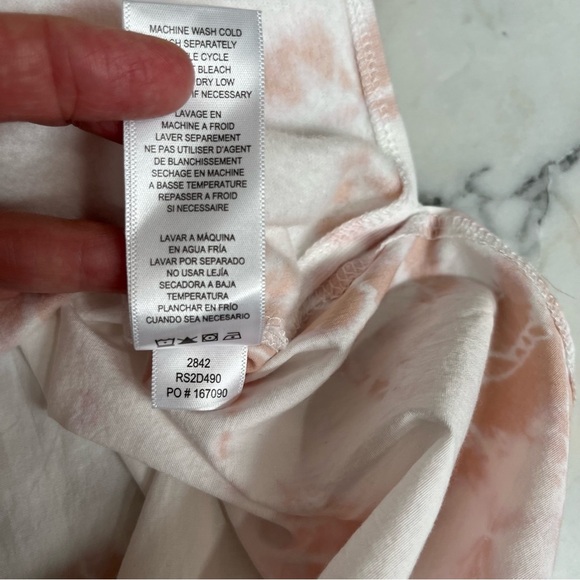 MACHINE WASH COLD
SEPARATELY
CYCLE
BLEACH
DRY LOW
IF NECESSARY
LAVAGE EN
MACHINE A FROID
LAVER SEPAREMENT
NE PAS UTILISER D'AGENT
DE BLANCHISSEMENT
SECHAGE EN MACHINE
A BASSE TEMPERATURE
REPASSER A FROID
SI NECESSAIRE
LAVAR A MÁQUINA
EN AGUA FRÍA
LAVAR POR SEPARADO
NO USAR LEJÍA
SECADORA A BAJA
TEMPERATURA
PLANCHAR EN FRÍO
CUANDO SEA NECESARIO
2842
RS2D490
PO # 167090